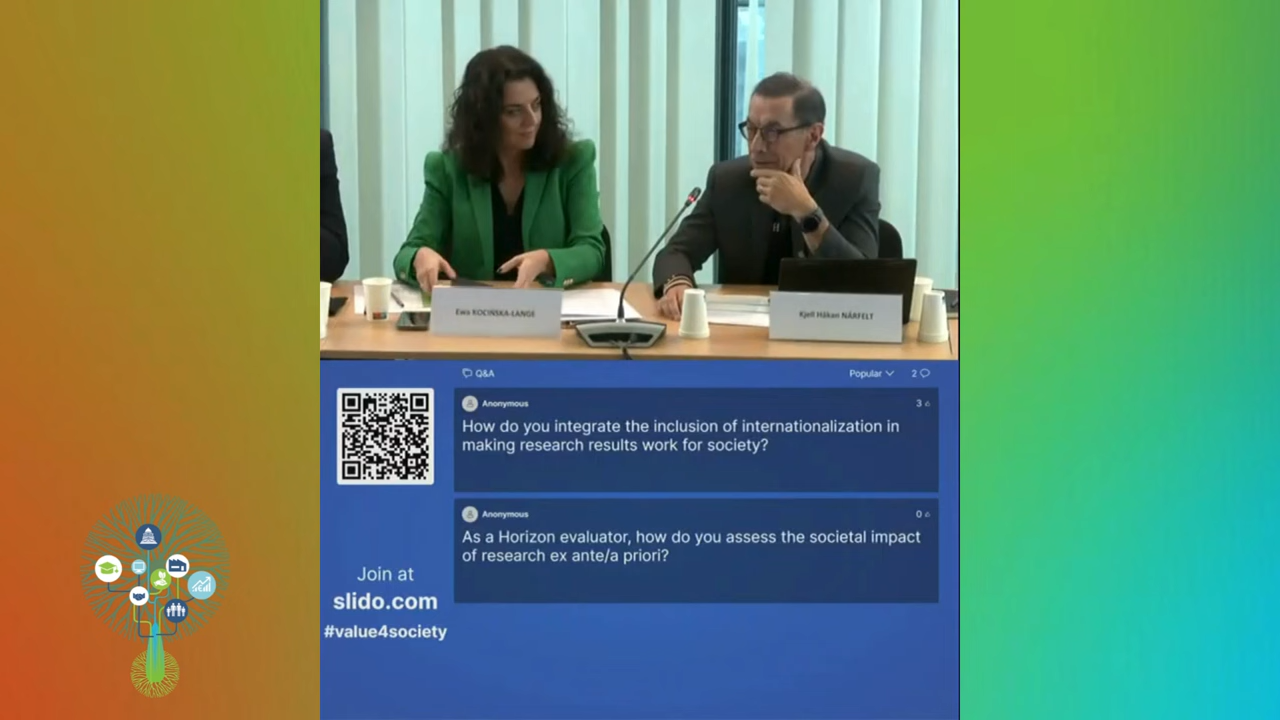 Ewa KOCIŃSKA-LANGE
Kjell Håkan NÄRFELT
Q&A
Popular
2
Anonymous
3
How do you integrate the inclusion of internationalization in
making research results work for society?
Anonymous
0
As a Horizon evaluator, how do you assess the societal impact
of research ex ante/a priori?
Join at
slido.com
#value4society